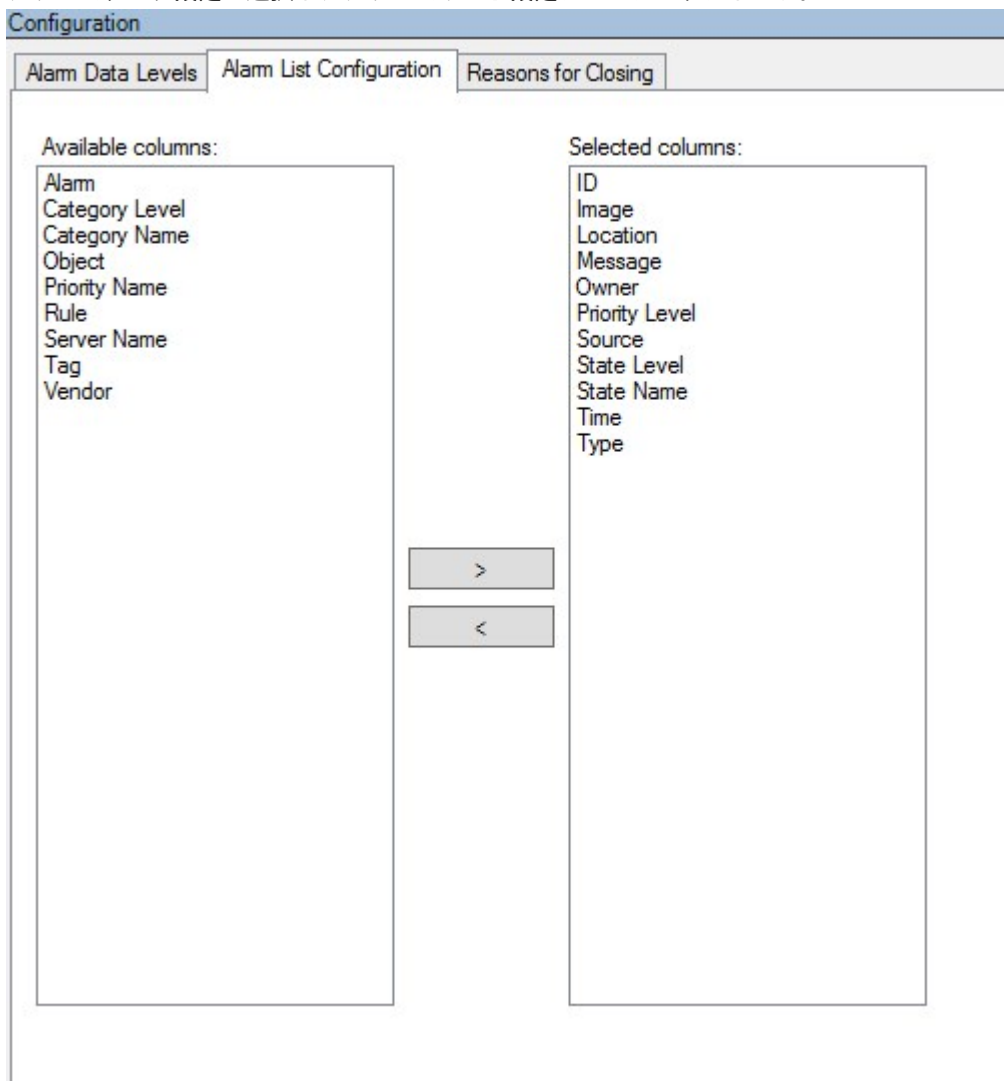 Configuration
Alarm Data Levels
Alarm List Configuration
Reasons for Closing
Available columns:
Alarm
Category Level
Category Name
Object
Priority Name
Rule
Server Name
Tag
Vendor
>
<
Selected columns:
ID
Image
Location
Message
Owner
Priority Level
Source
State Level
State Name
Time
Type